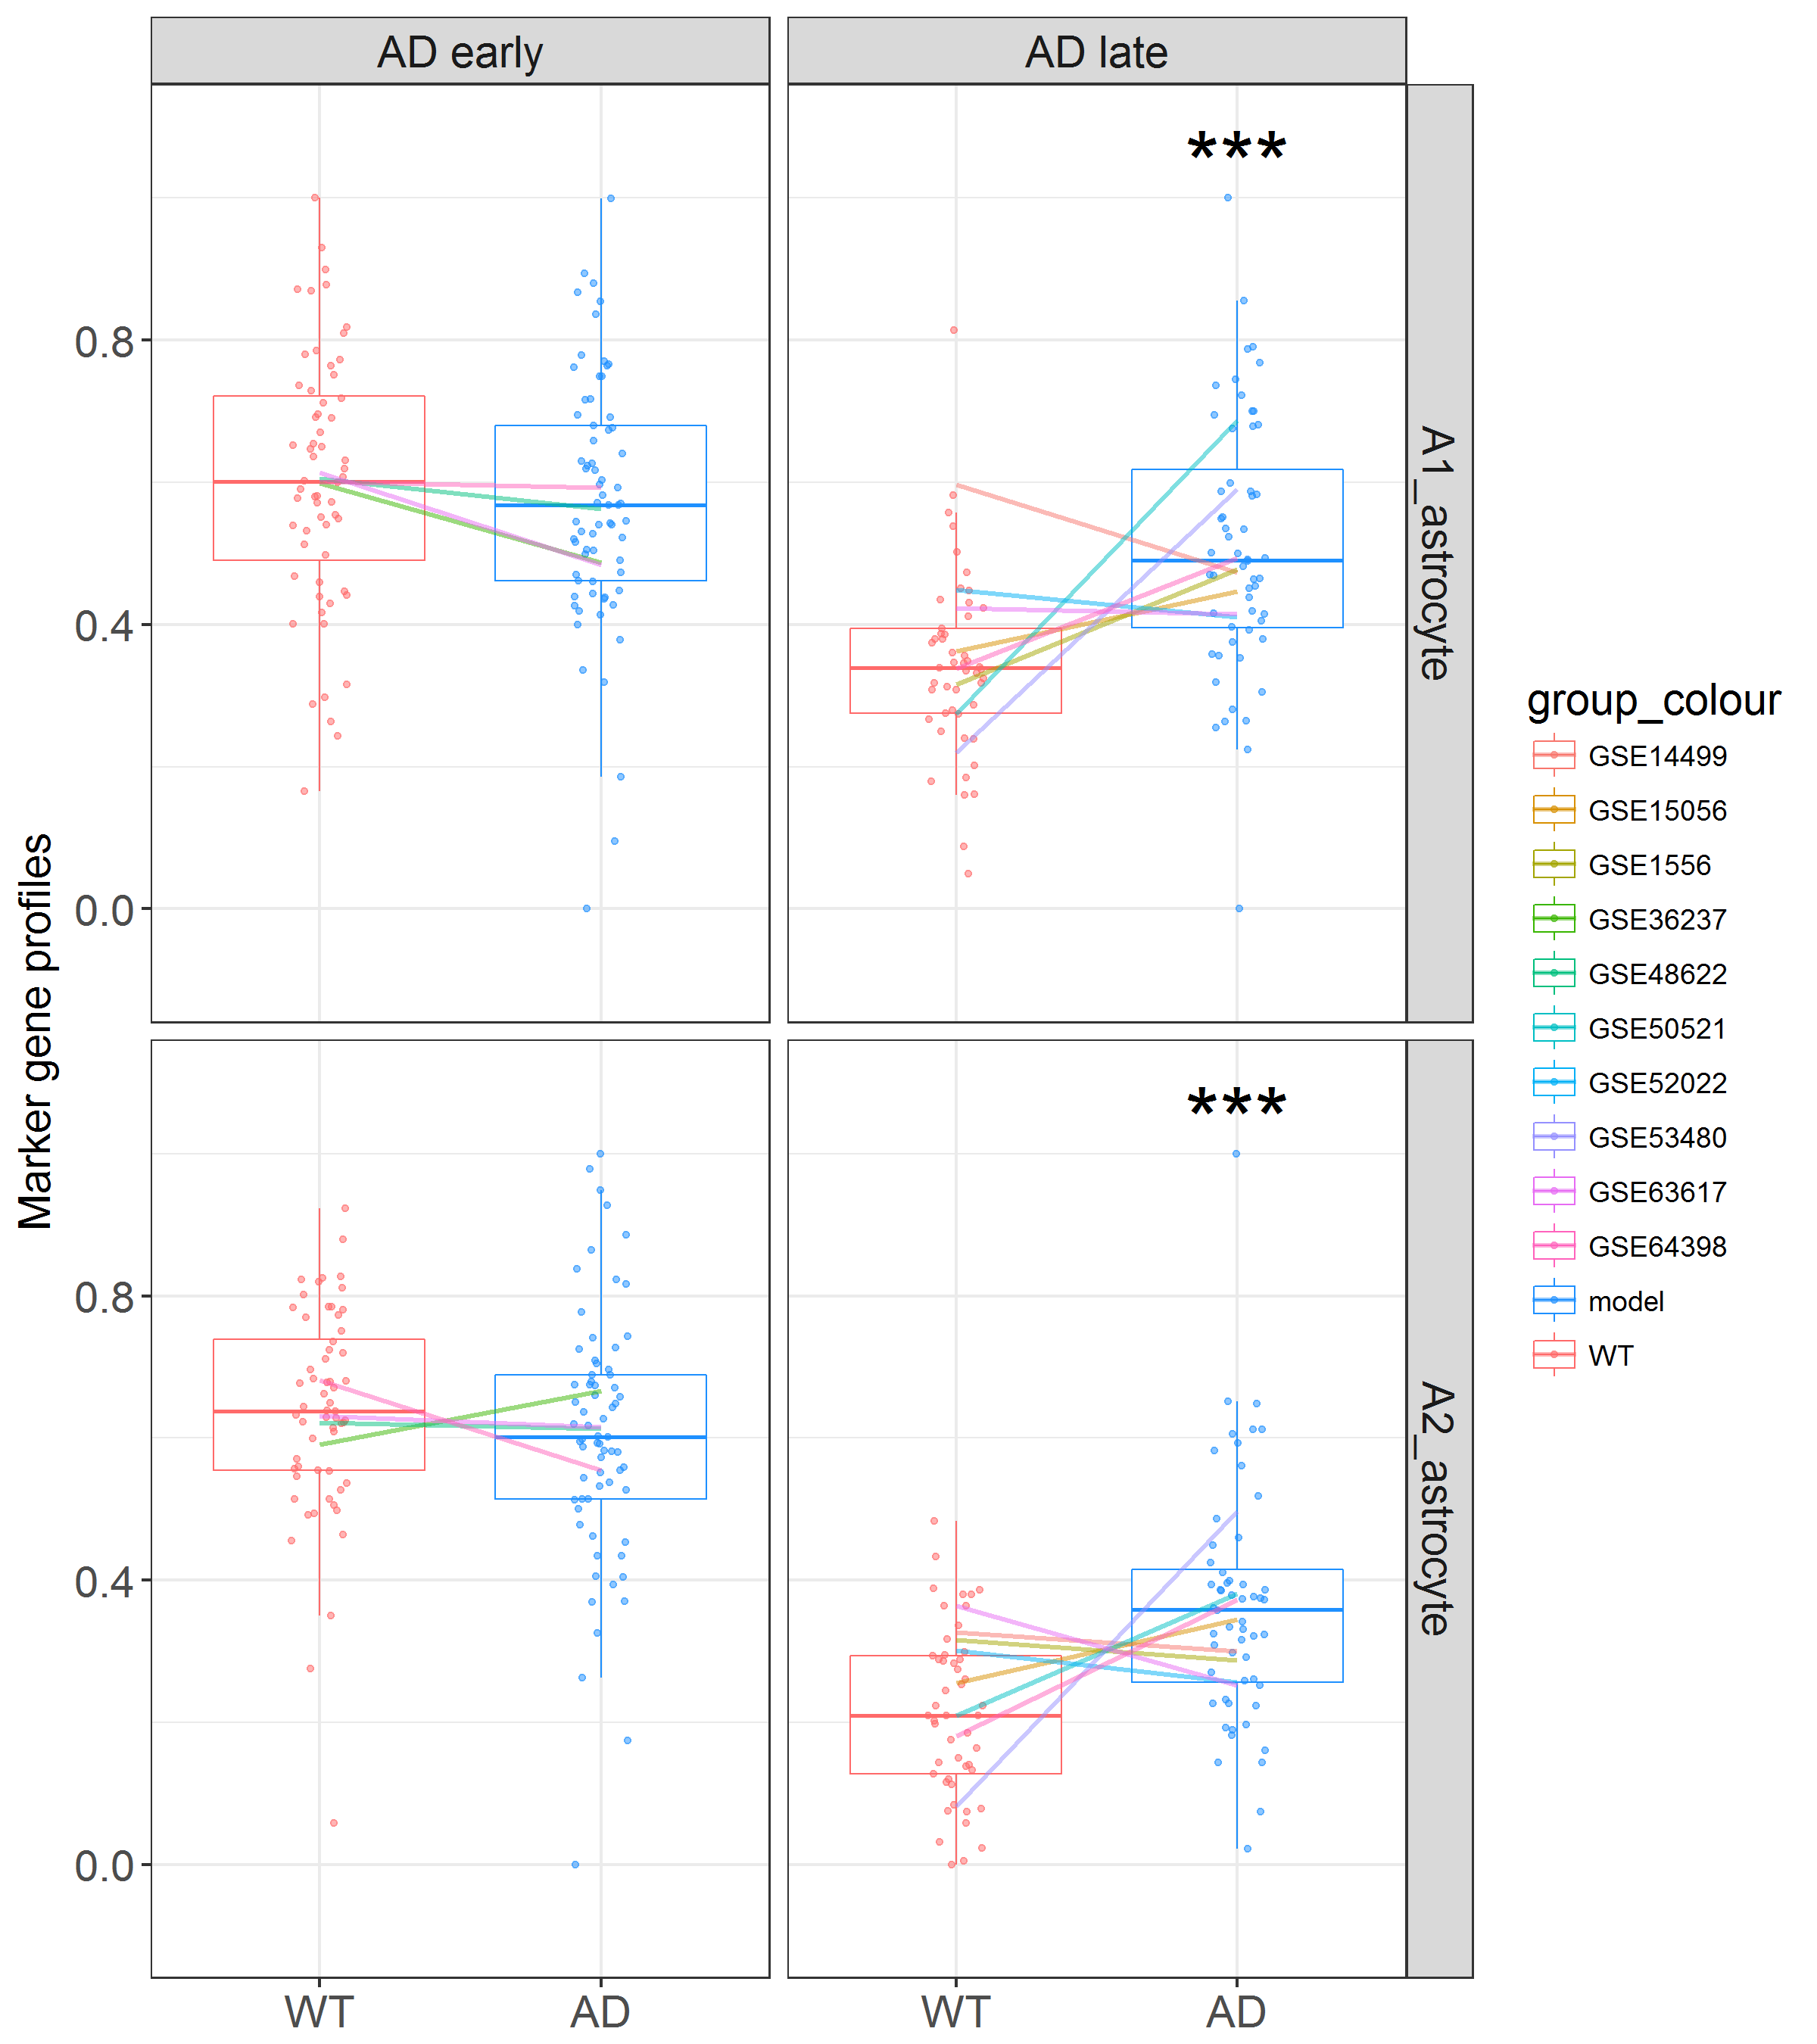 AD early
AD late
***
0.8
0.4
0.0
A1_astrocyte
***
0.8
0.4
0.0
A2_astrocyte
WT
AD
WT
AD
Marker gene profiles
group_colour
GSE14499
GSE15056
GSE1556
GSE36237
GSE48622
GSE50521
GSE52022
GSE53480
GSE63617
GSE64398
model
WT